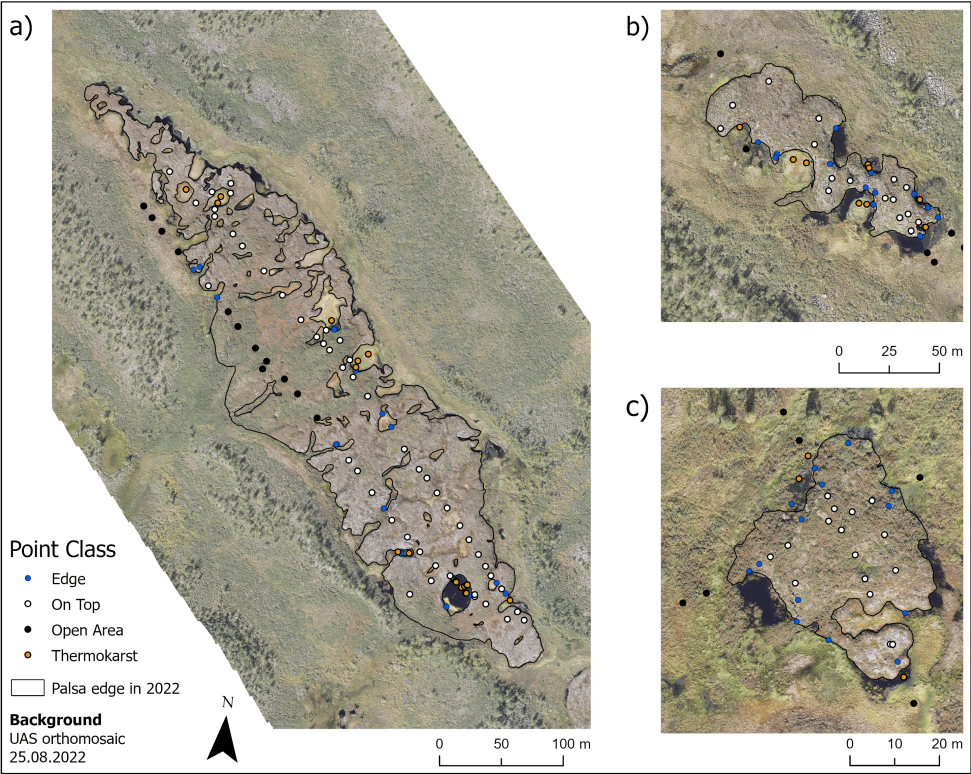 a)
b)
0 25 50 m
c)
Point Class
Edge
On Top
Open Area
Thermokarst
Palsa edge in 2022
Background
UAS orthomosaic
25.08.2022
N
0 50 100 m
0 10 20 m